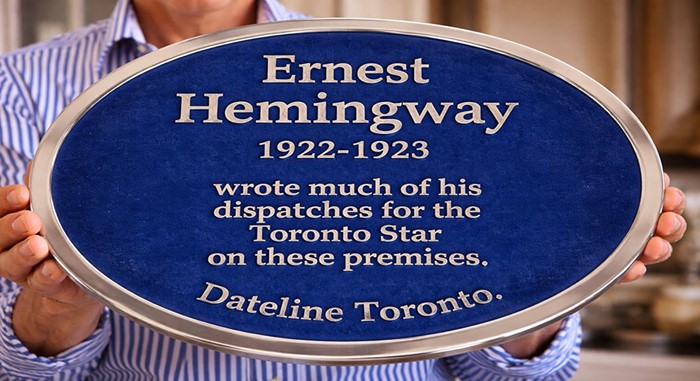 Ernest
Hemingway
1922-1923
wrote much of his
dispatches for the
Toronto Star
on these premises.
Dateline Toronto.